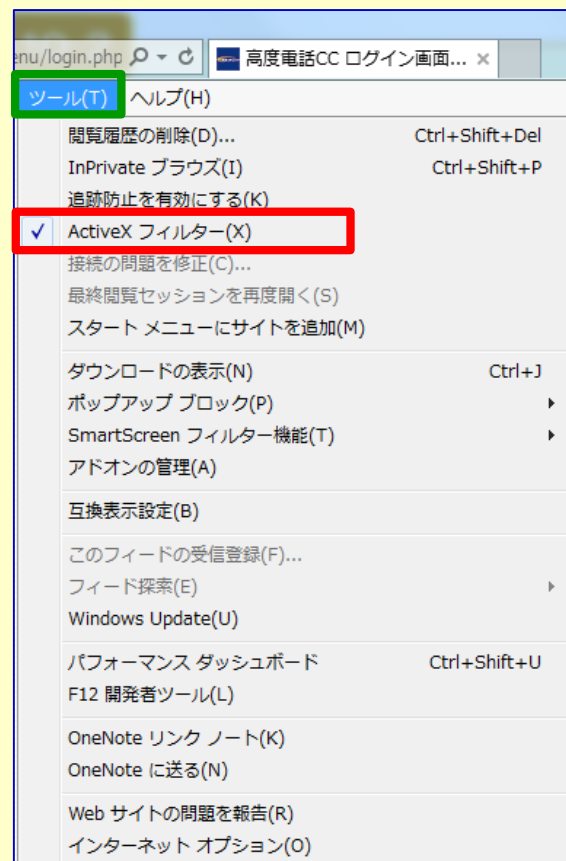 enu/login.php
高度電話CC ログイン画面...
ツール(T) ヘルプ(H)
閲覧履歴の削除(D)... Ctrl+Shift+Del
InPrivate ブラウズ(I) Ctrl+Shift+P
追跡防止を有効にする(K)
ActiveX フィルター(X)
接続の問題を修正(C)...
最終閲覧セッションを再度開く(S)
スタート メニューにサイトを追加(M)
ダウンロードの表示(N) Ctrl+J
ポップアップ ブロック(P)
SmartScreen フィルター機能(T)
アドオンの管理(A)
互換表示設定(B)
このフィードの受信登録(F)...
フィード探索(E)
Windows Update(U)
パフォーマンス ダッシュボード Ctrl+Shift+U
F12 開発者ツール(L)
OneNote リンク ノート(K)
OneNote に送る(N)
Web サイトの問題を報告(R)
インターネット オプション(O)